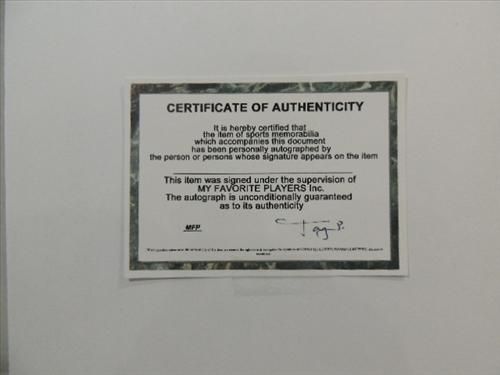 CERTIFICATE OF AUTHENTICITY
It is hereby certified that
the item of sports memorabilia
which accompanies this document
has been personally autographed by
the person or persons whose signature appears on the item
This item was signed under the supervision of
MY FAVORITE PLAYERS Inc.
The autograph is unconditionally guaranteed
as to its authenticity
MFP